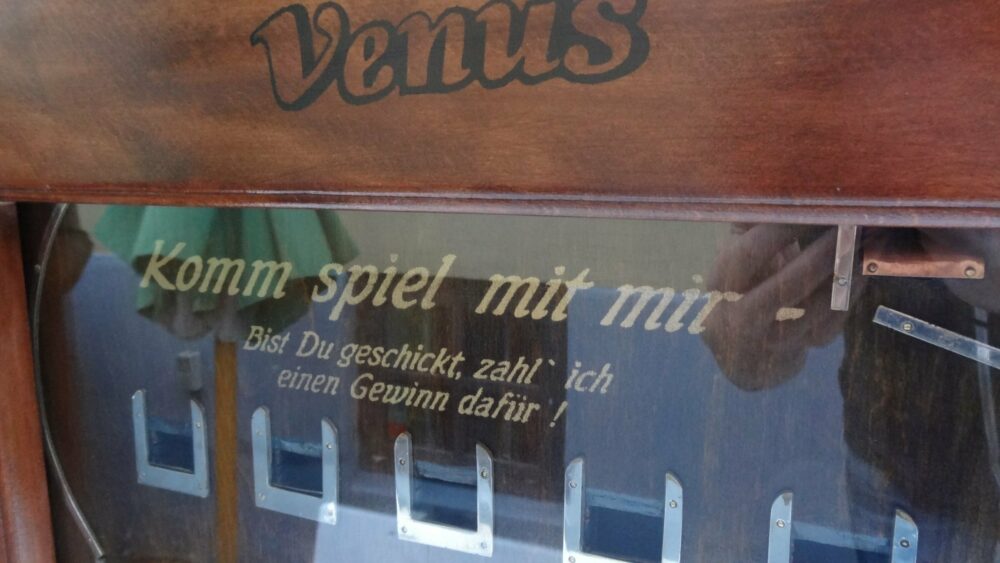 Venus
Komm spiel mit mir -
Bist Du geschickt, zahl` ich
einen Gewinn dafür !